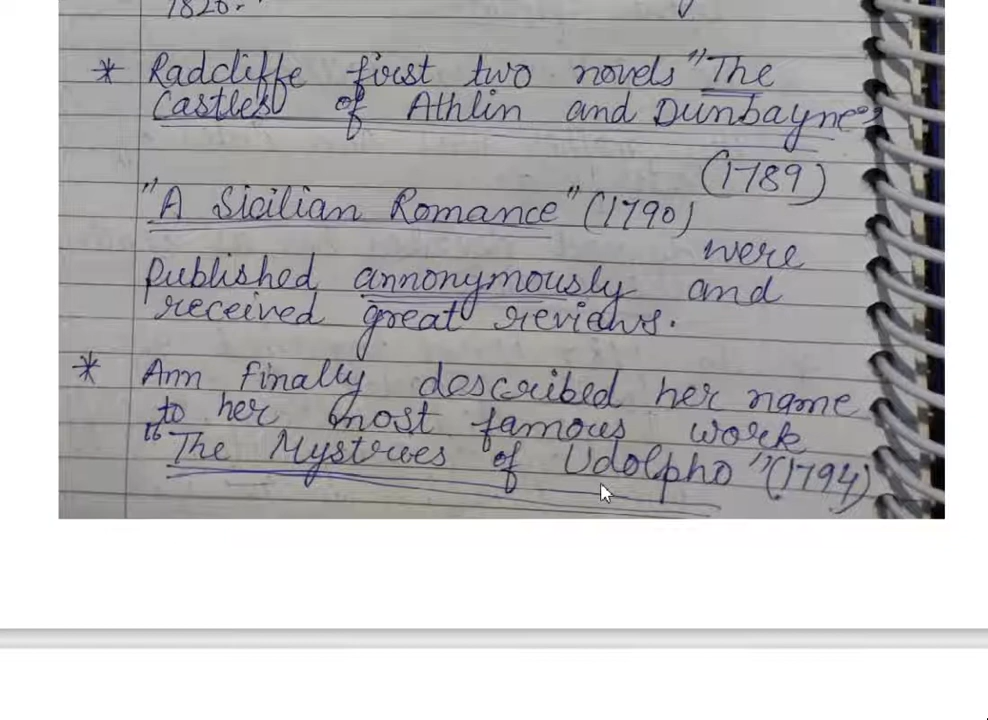 1826.
* Radcliffe first two novels "The
Castles of Athlin and Dunbayne"
(1789)
"A Sicilian Romance" (1790)
were
published annonymously and
received great reviews.
* Ann finally described her name
to her most famous work
"The Mystries of Udolpho" (1794)